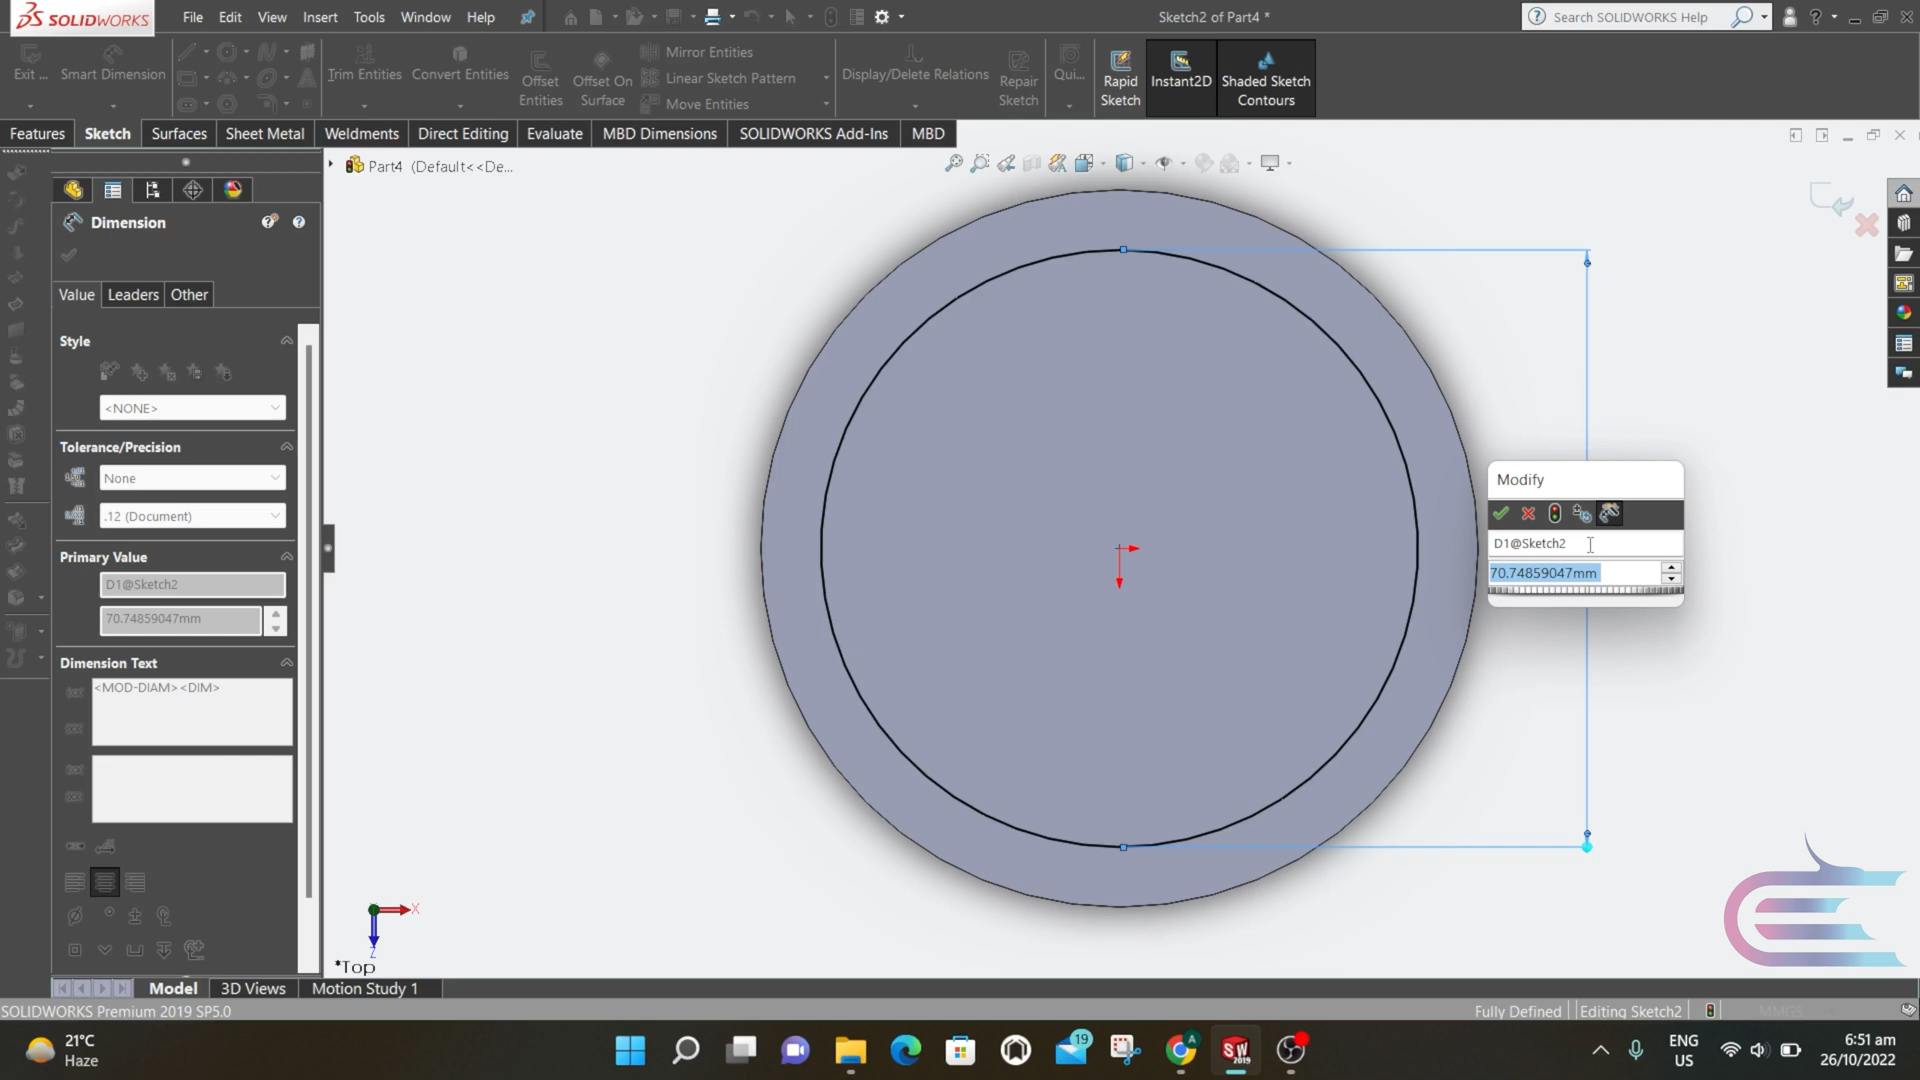 SOLIDWORKS
File Edit View Insert Tools Window Help
Sketch2 of Part4 *
Search SOLIDWORKS Help
Exit ...
Smart Dimension
Trim Entities
Convert Entities
Offset Entities
Offset On Surface
Mirror Entities
Linear Sketch Pattern
Move Entities
Display/Delete Relations
Repair Sketch
Qui...
Rapid Sketch
Instant2D
Shaded Sketch Contours
Features Sketch Surfaces Sheet Metal Weldments Direct Editing Evaluate MBD Dimensions SOLIDWORKS Add-Ins MBD
Part4 (Default<<De...
Dimension
Value Leaders Other
Style
<NONE>
Tolerance/Precision
None
.12 (Document)
Primary Value
D1@Sketch2
70.74859047mm
Dimension Text
<MOD-DIAM><DIM>
Modify
D1@Sketch2
70.74859047mm
X
Z
*Top
Model 3D Views Motion Study 1
SOLIDWORKS Premium 2019 SP5.0
Fully Defined
Editing Sketch2
MMGS
21°C
Haze
19
A
SW
2019
ENG
US
6:51 am
26/10/2022